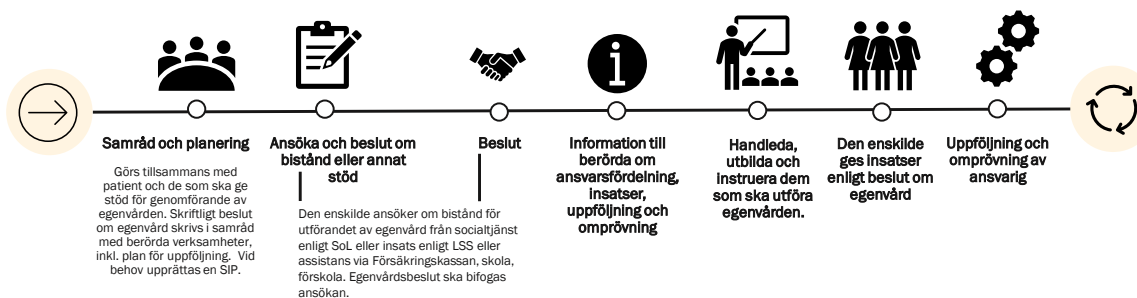 Samråd och planering
Görs tillsammans med
patient och de som ska ge
stöd för genomförande av
egenvården. Skriftligt beslut
om egenvård skrivs i samråd
med berörda verksamheter,
inkl. plan för uppföljning. Vid
behov upprättas en SIP.
Ansöka och beslut om
bistånd eller annat
stöd
Beslut
Den enskilde ansöker om bistånd för
utförandet av egenvård från socialtjänst
enligt SoL eller insats enligt LSS eller
assistans via Försäkringskassan, skola,
förskola. Egenvårdsbeslut ska bifogas
ansökan.
Information till
berörda om
ansvarsfördelning,
insatser,
uppföljning och
omprövning
Handleda,
utbilda och
instruera dem
som ska utföra
egenvården.
Den enskilde
ges insatser
enligt beslut om
egenvård
Uppföljning och
omprövning av
ansvarig